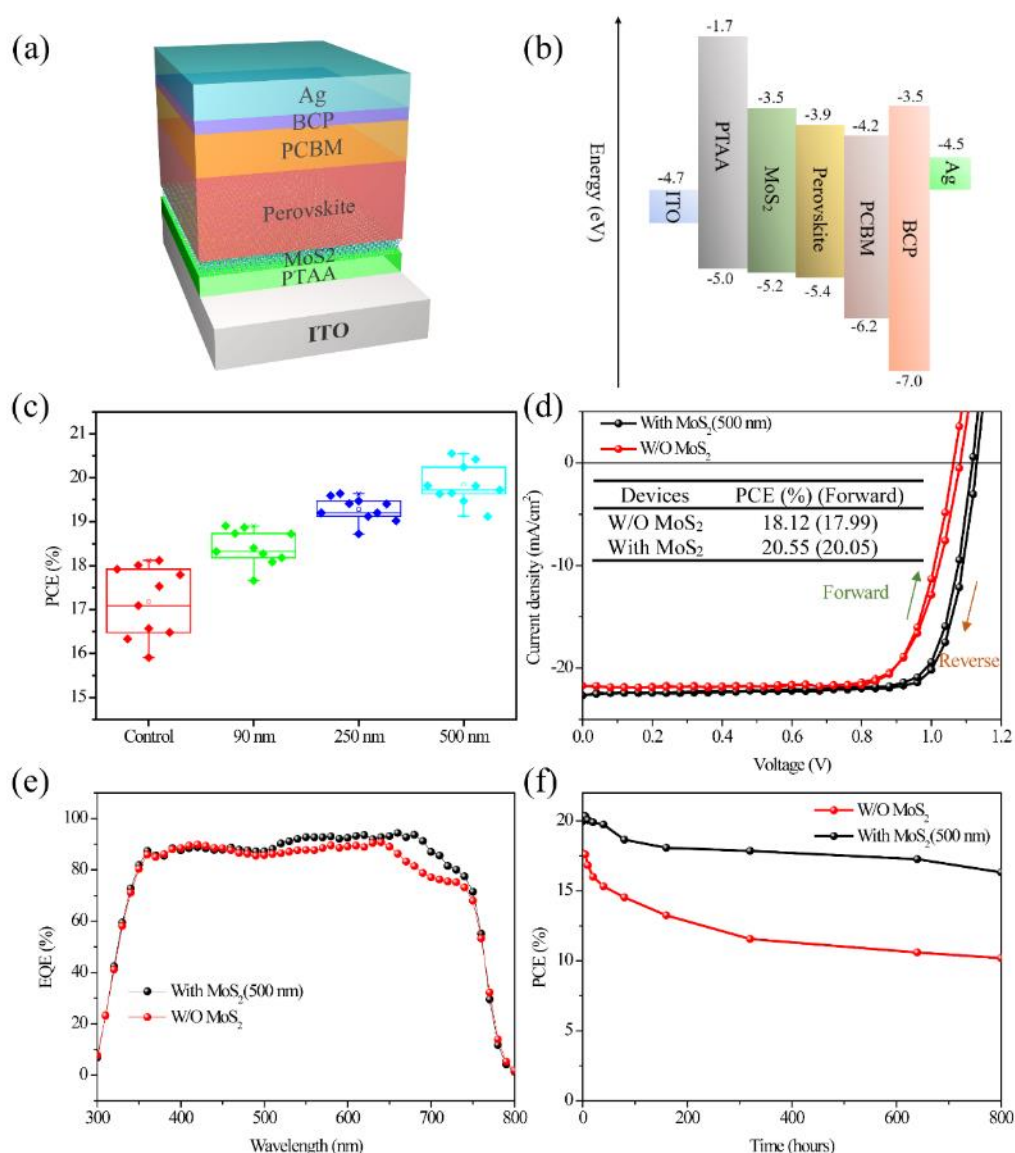 (a)
Ag
BCP
PCBM
Perovskite
MoS2
PTAA
ITO
(b)
Energy (eV)
-4.7
ITO
-1.7
PTAA
-5.0
-3.5
MoS₂
-5.2
-3.9
Perovskite
-5.4
-4.2
PCBM
-6.2
-3.5
BCP
-7.0
-4.5
Ag
(c)
PCE (%)
21
20
19
18
17
16
15
Control 90 nm 250 nm 500 nm
(d)
With MoS₂(500 nm)
W/O MoS₂
Devices PCE (%) (Forward)
W/O MoS₂ 18.12 (17.99)
With MoS₂ 20.55 (20.05)
Forward
Reverse
Current density (mA/cm²)
0
-10
-20
0.0 0.2 0.4 0.6 0.8 1.0 1.2
Voltage (V)
(e)
EQE (%)
100
80
60
40
20
0
With MoS₂(500 nm)
W/O MoS₂
300 400 500 600 700 800
Wavelength (nm)
(f)
W/O MoS₂
With MoS₂(500 nm)
PCE (%)
20
15
10
5
0
0 200 400 600 800
Time (hours)